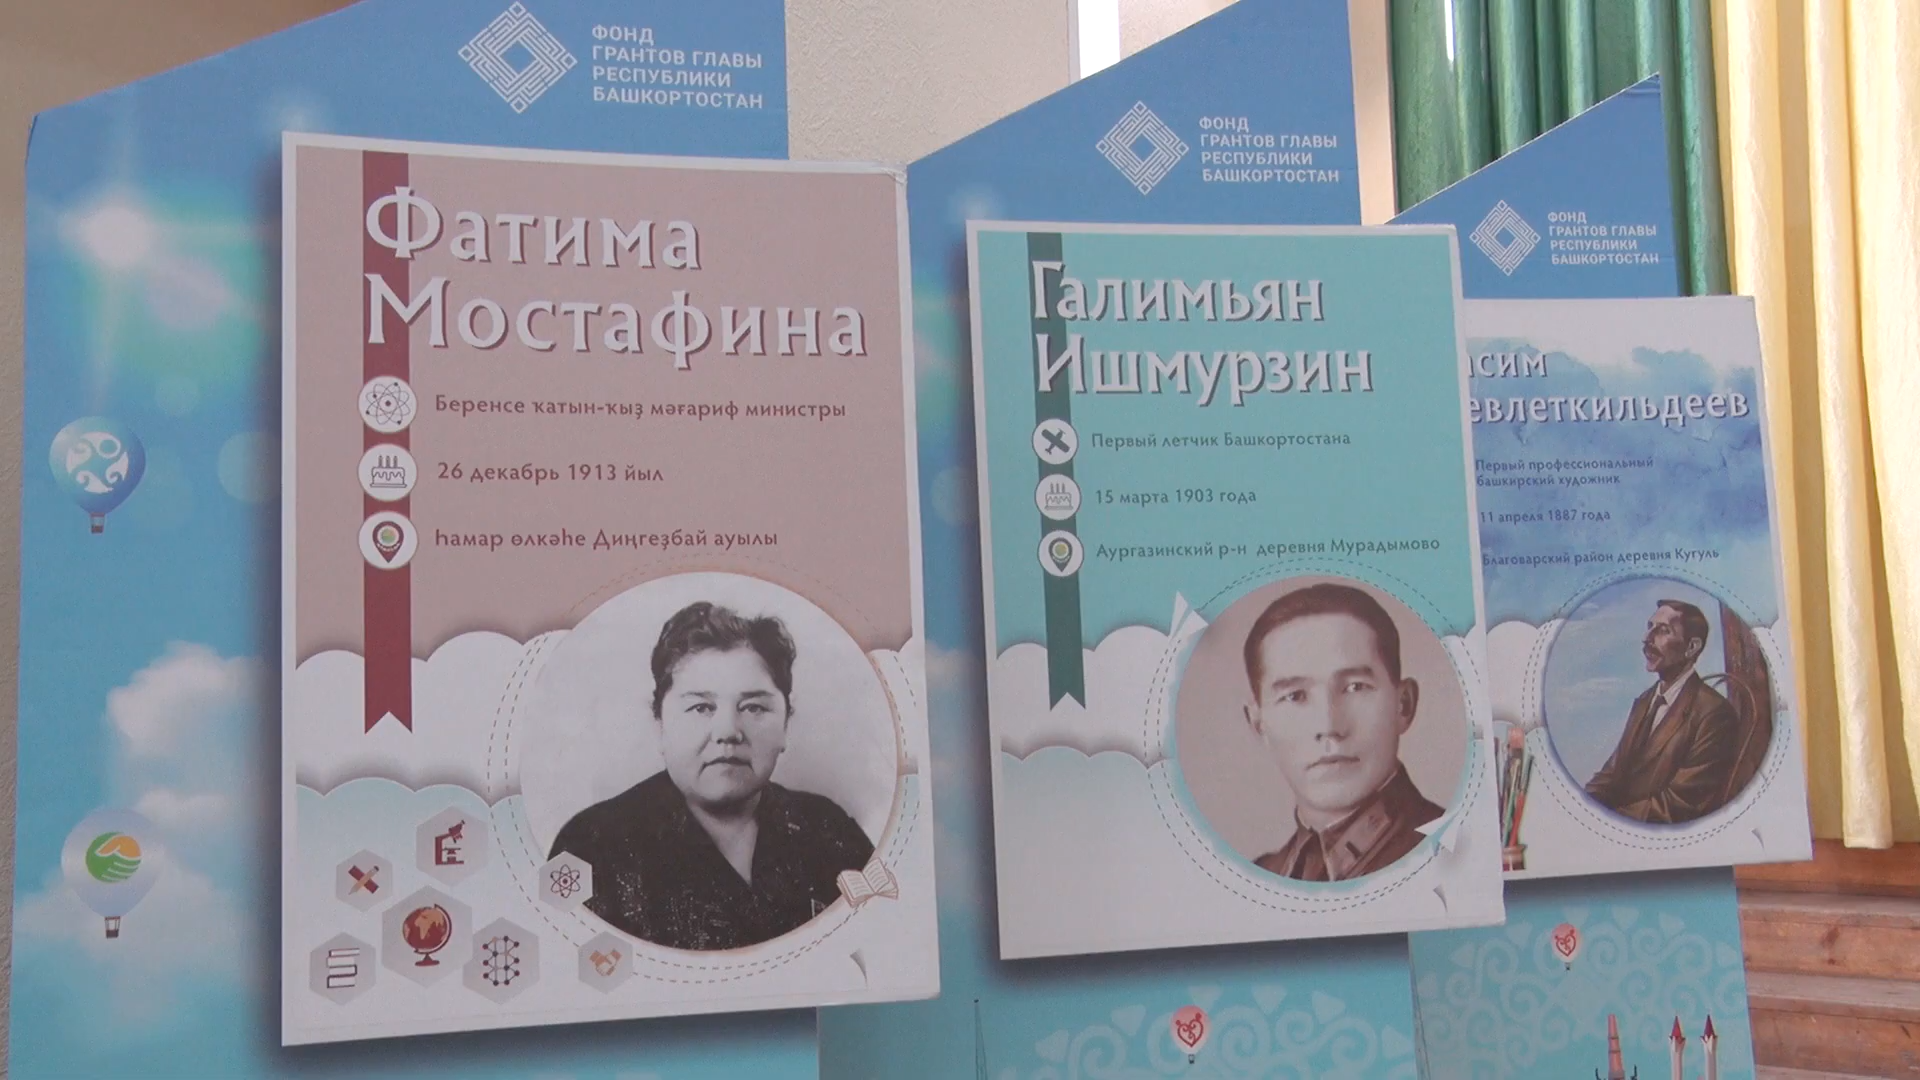 ФОНД
ГРАНТОВ ГЛАВЫ
РЕСПУБЛИКИ
БАШКОРТОСТАН
Фатима
Мостафина
Беренсе ҡатын-ҡыҙ мәғариф министры
26 декабрь 1913 йыл
Һамар өлкәһе Диңгеҙбай ауылы
ФОНД
ГРАНТОВ ГЛАВЫ
РЕСПУБЛИКИ
БАШКОРТОСТАН
Галимьян
Ишмурзин
Первый летчик Башкортостана
15 марта 1903 года
Аургазинский р-н деревня Мурадымово
ФОНД
ГРАНТОВ ГЛАВЫ
РЕСПУБЛИКИ
БАШКОРТОСТАН
асим
евлеткильдеев
Первый профессиональный
башкирский художник
11 апреля 1887 года
Благоварский район деревня Кугуль